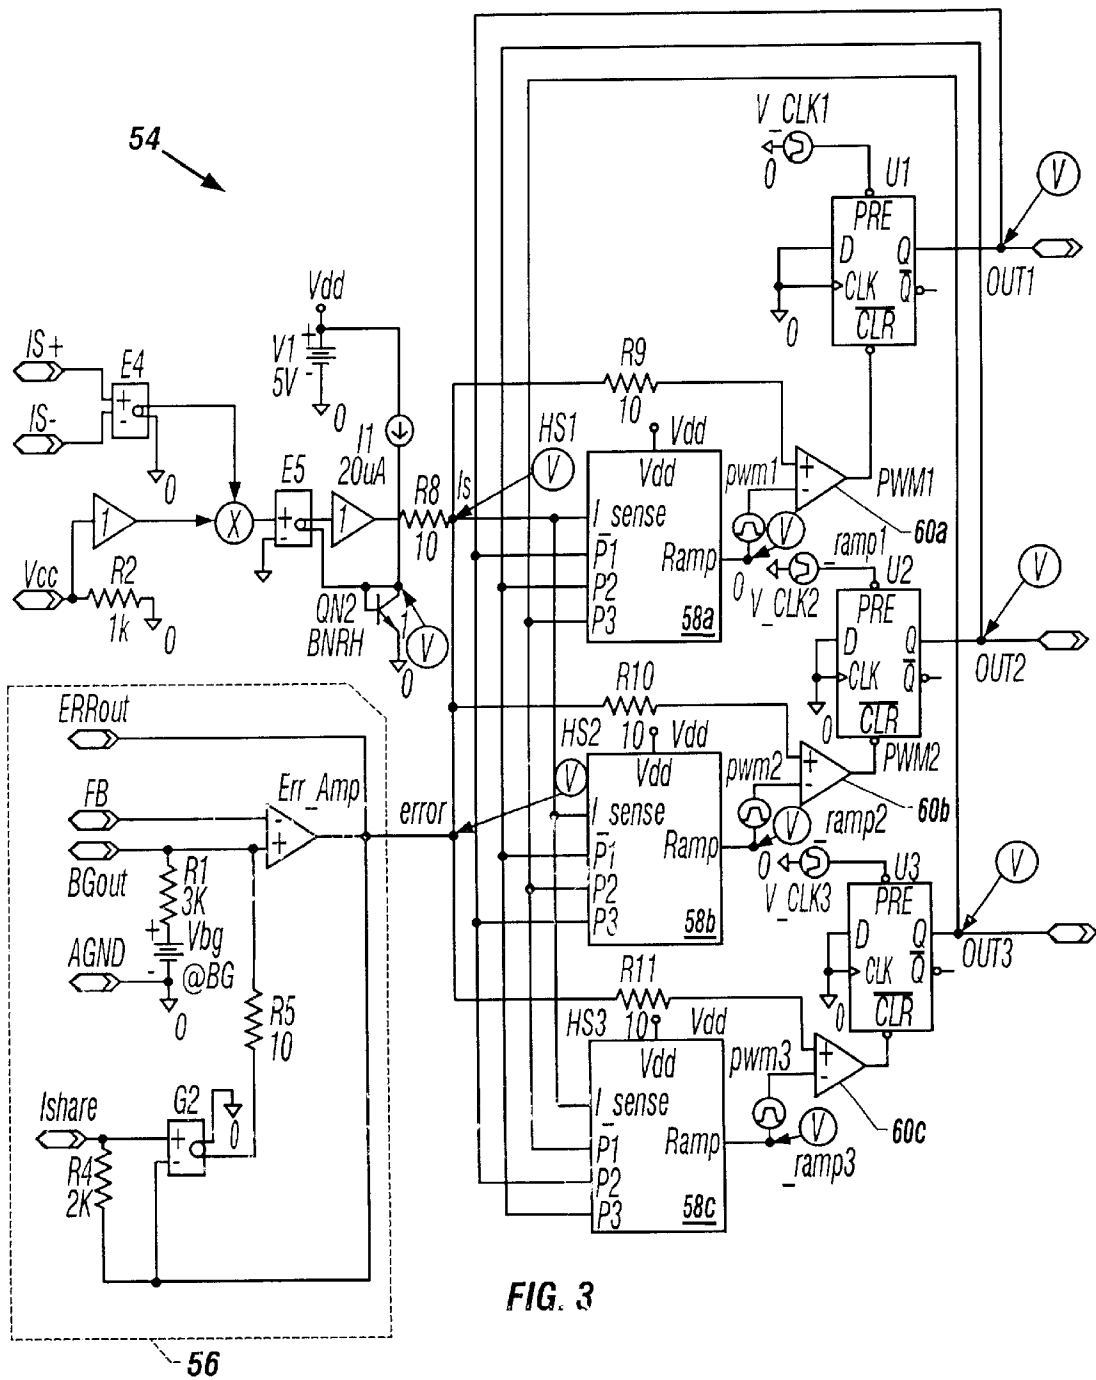 54
V_CLK1
0
U1
V
PRE
D
Q
CLK
Q
CLR
OUT1
0
Vdd
+
V1
5V
-
0
IS+
IS-
E4
+
-
0
I1
20uA
E5
+
-
1
1
X
R8
10
Is
HS1
V
R9
10
Vdd
Vdd
I_sense
P1
P2
P3
Ramp
58a
pwm1
+
-
PWM1
60a
V
_ramp1
0
V_CLK2
U2
V
PRE
D
Q
CLK
Q
CLR
OUT2
0
Vcc
R2
1k
0
QN2
BNRH
1
V
0
ERRout
FB
BGout
AGND
Err_Amp
-
+
R1
3K
+
Vbg
-
@BG
0
R5
10
error
HS2
V
R10
10
Vdd
Vdd
I_sense
P1
P2
P3
Ramp
58b
pwm2
+
-
PWM2
60b
V
_ramp2
0
V_CLK3
U3
V
PRE
D
Q
CLK
Q
CLR
OUT3
0
Ishare
R4
2K
G2
+
-
0
R11
10
HS3
Vdd
Vdd
I_sense
P1
P2
P3
Ramp
58c
pwm3
+
-
60c
V
_ramp3
FIG. 3
56